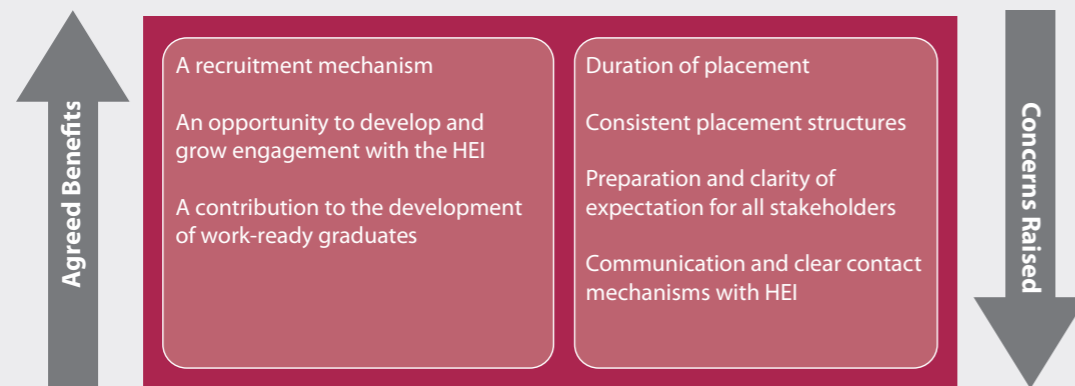 Agreed Benefits
A recruitment mechanism
An opportunity to develop and
grow engagement with the HEI
A contribution to the development
of work-ready graduates
Duration of placement
Consistent placement structures
Preparation and clarity of
expectation for all stakeholders
Communication and clear contact
mechanisms with HEI
Concerns Raised